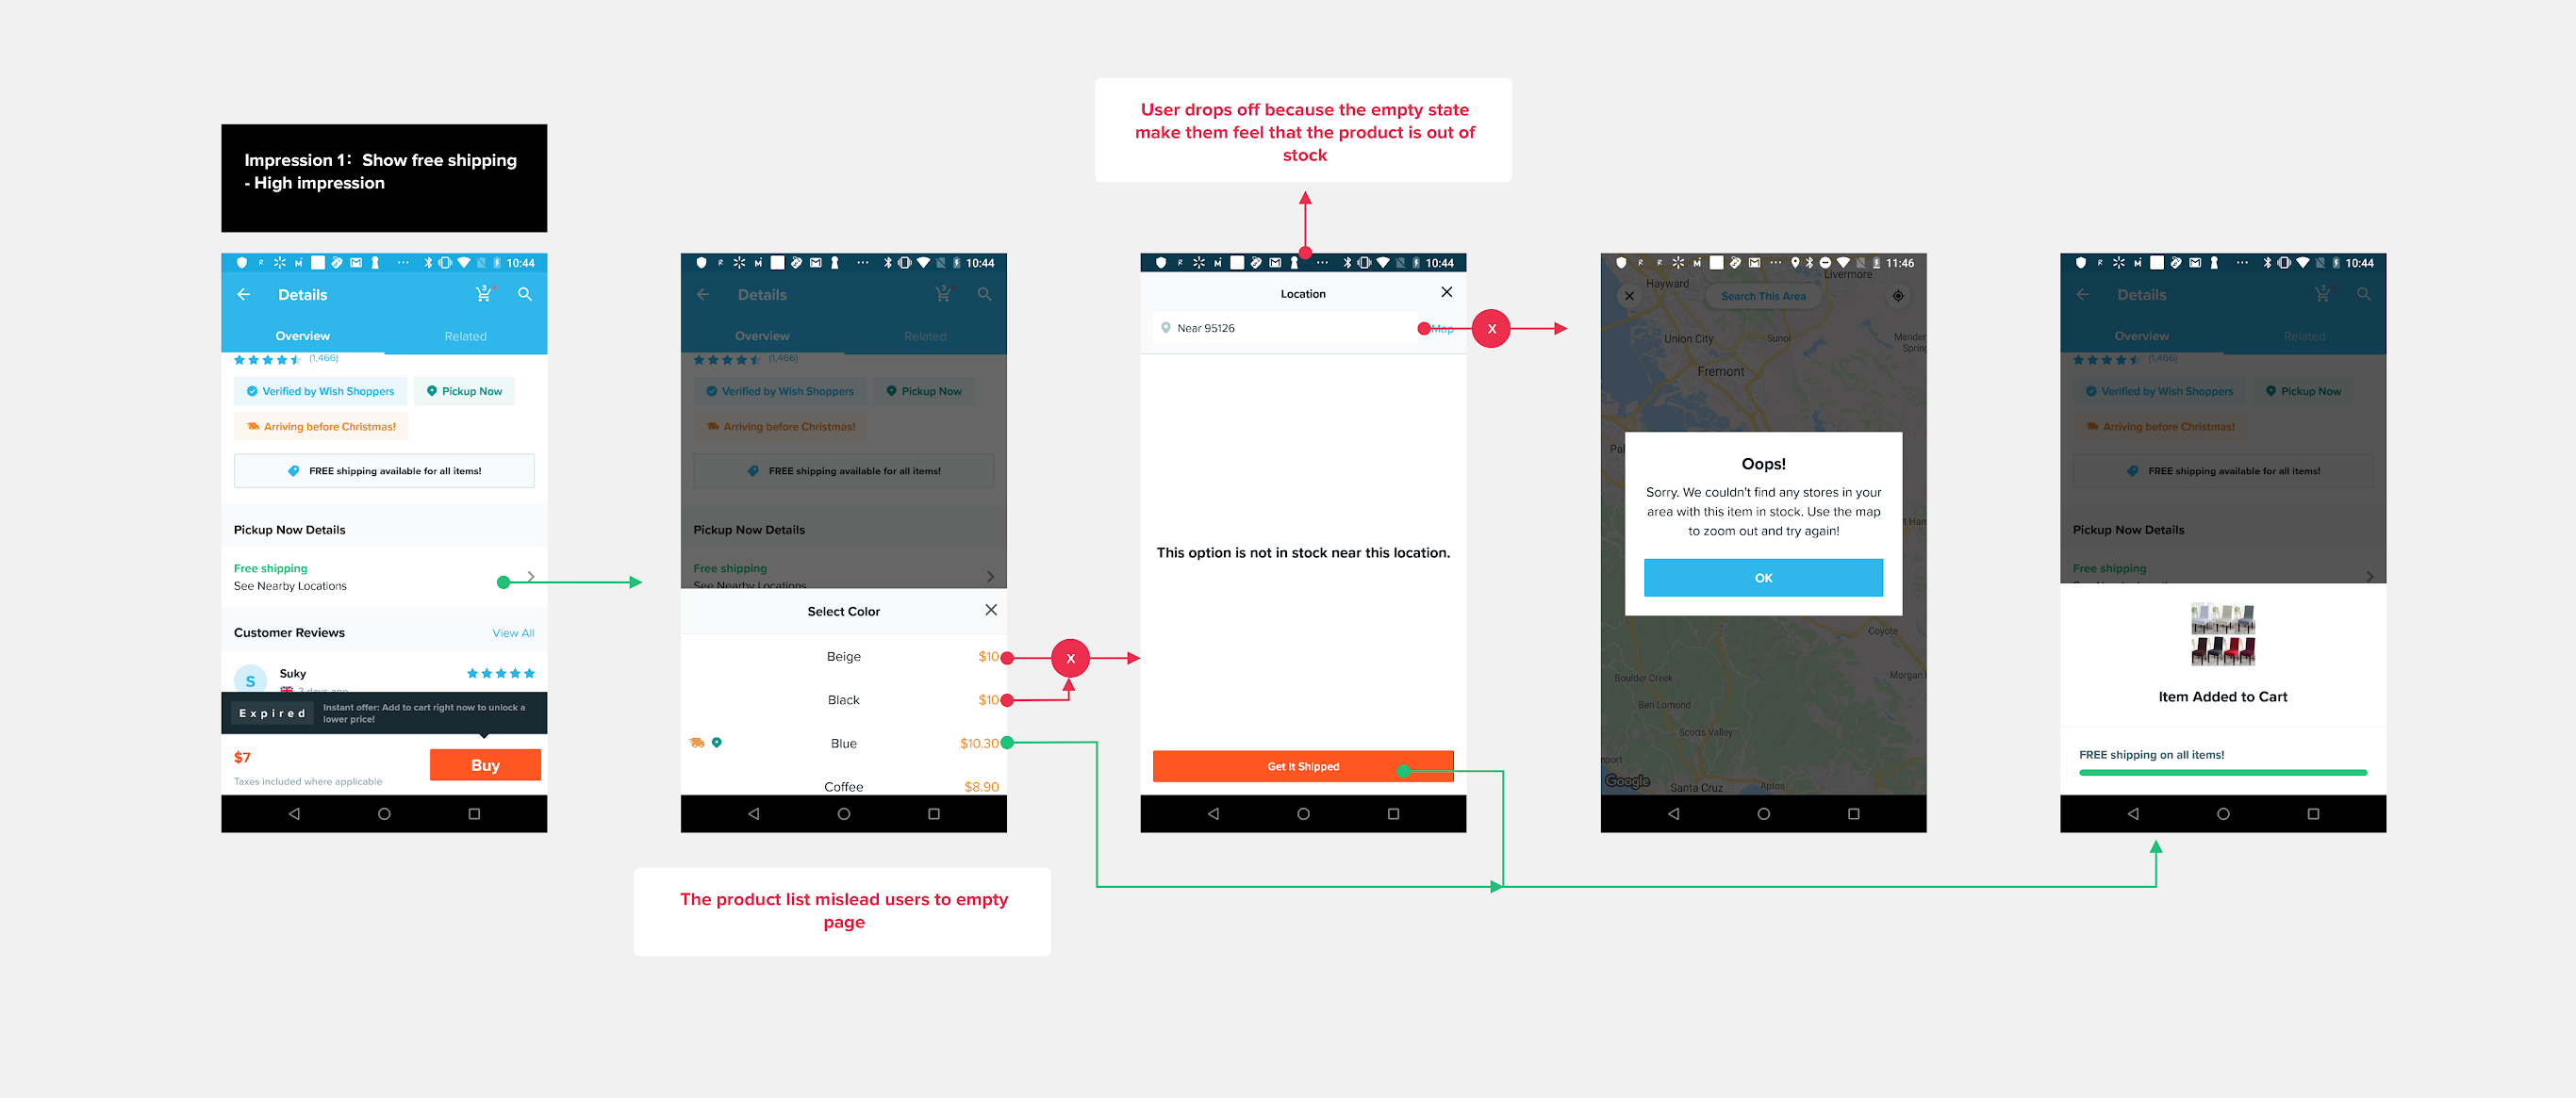 User drops off because the empty state
make them feel that the product is out of
stock
Impression 1: Show free shipping
- High impression
10:44
Details
3
Overview
Related
(1,466)
Verified by Wish Shoppers
Pickup Now
Arriving before Christmas!
FREE shipping available for all items!
Pickup Now Details
Free shipping
See Nearby Locations
Customer Reviews
View All
S
Suky
3 days ago
Expired
Instant offer: Add to cart right now to unlock a
lower price!
$7
Taxes included where applicable
Buy
10:44
Details
3
Overview
Related
(1,466)
Verified by Wish Shoppers
Pickup Now
Arriving before Christmas!
FREE shipping available for all items!
Pickup Now Details
Free shipping
See Nearby Locations
Select Color
Beige
$10
Black
$10
X
Blue
$10.30
Coffee
$8.90
The product list mislead users to empty
page
10:44
Location
Near 95126
Map
X
This option is not in stock near this location.
Get It Shipped
11:46
Livermore
Hayward
Search This Area
Union City
Sunol
Fremont
Oops!
Sorry. We couldn't find any stores in your
area with this item in stock. Use the map
to zoom out and try again!
OK
Coyote
Boulder Creek
Morgan
Ben Lomond
Scotts Valley
Google
Santa Cruz
Aptos
10:44
Details
3
Overview
Related
(1,466)
Verified by Wish Shoppers
Pickup Now
Arriving before Christmas!
FREE shipping available for all items!
Pickup Now Details
Free shipping
Item Added to Cart
FREE shipping on all items!